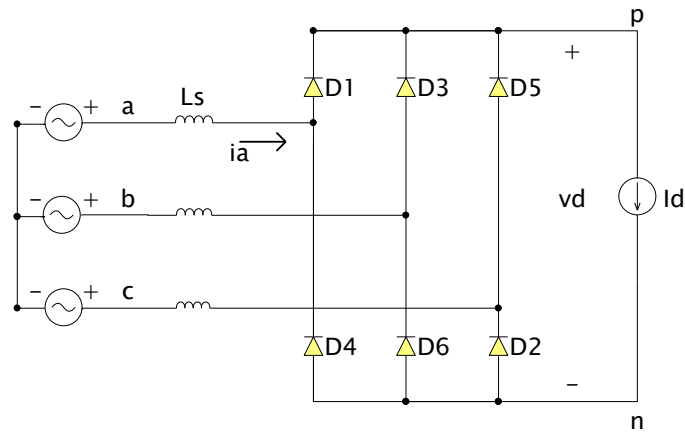 p
+
D1 D3 D5
Ls
- + a
ia
- + b
vd Id
- + c
D4 D6 D2
-
n